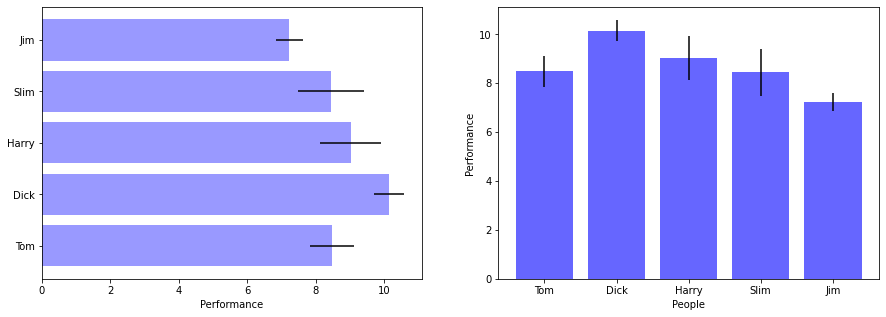 Jim
Slim
Harry
Dick
Tom
0 2 4 6 8 10
Performance
10
8
6
4
2
0
Performance
Tom Dick Harry Slim Jim
People